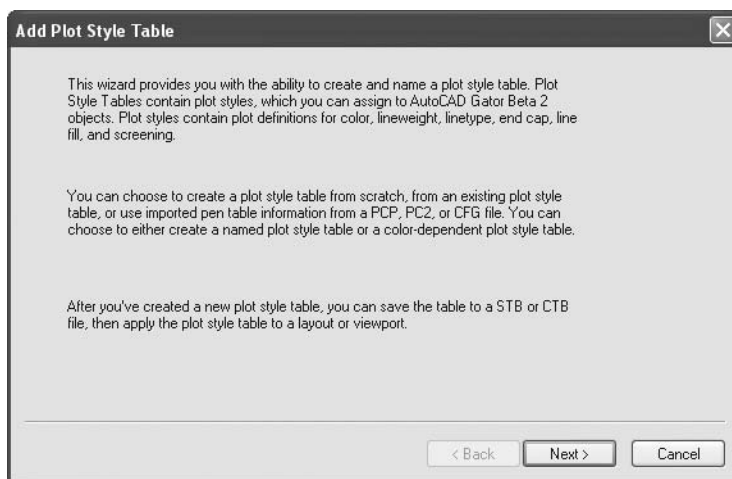 Add Plot Style Table
This wizard provides you with the ability to create and name a plot style table. Plot
Style Tables contain plot styles, which you can assign to AutoCAD Gator Beta 2
objects. Plot styles contain plot definitions for color, lineweight, linetype, end cap, line
fill, and screening.
You can choose to create a plot style table from scratch, from an existing plot style
table, or use imported pen table information from a PCP, PC2, or CFG file. You can
choose to either create a named plot style table or a color-dependent plot style table.
After you've created a new plot style table, you can save the table to a STB or CTB
file, then apply the plot style table to a layout or viewport.
< Back Next > Cancel